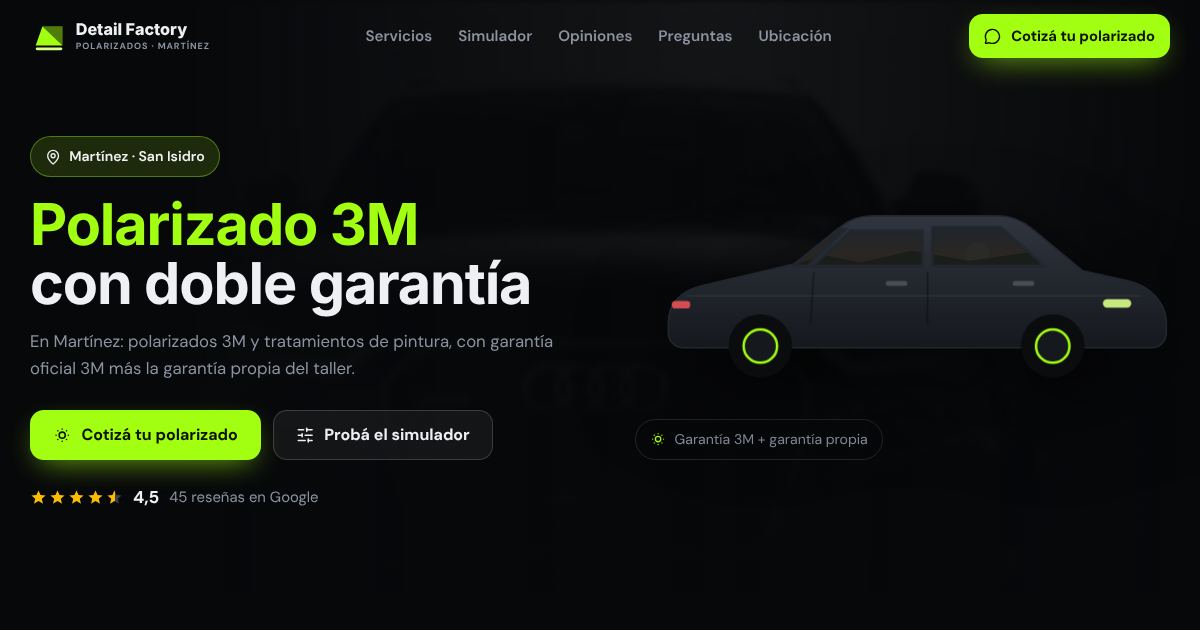 Detail Factory
POLARIZADOS · MARTÍNEZ
Servicios
Simulador
Opiniones
Preguntas
Ubicación
Cotizá tu polarizado
Martínez · San Isidro
Polarizado 3M
con doble garantía
En Martínez: polarizados 3M y tratamientos de pintura, con garantía
oficial 3M más la garantía propia del taller.
Cotizá tu polarizado
Probá el simulador
Garantía 3M + garantía propia
4,5
45 reseñas en Google